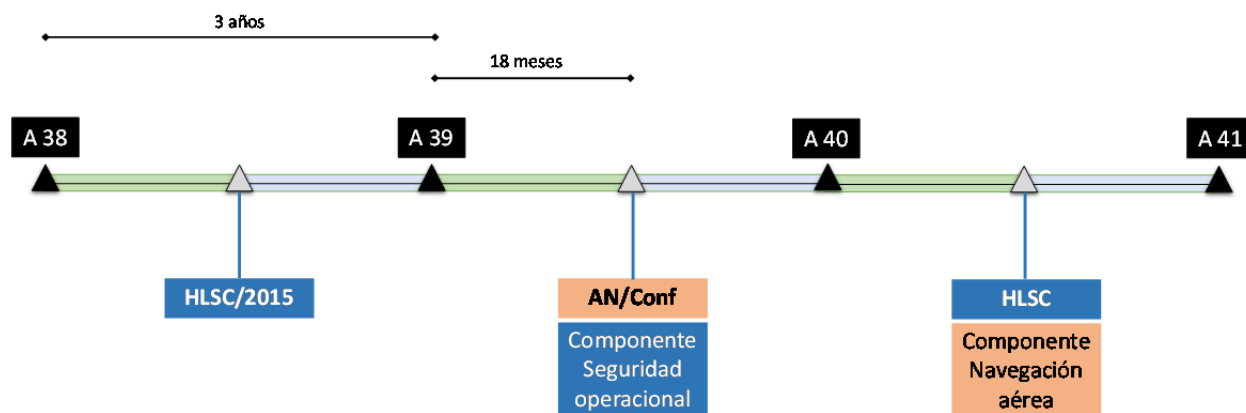 3 años
18 meses
A 38
A 39
A 40
A 41
HLSC/2015
AN/Conf
Componente
Seguridad
operacional
HLSC
Componente
Navegación
aérea